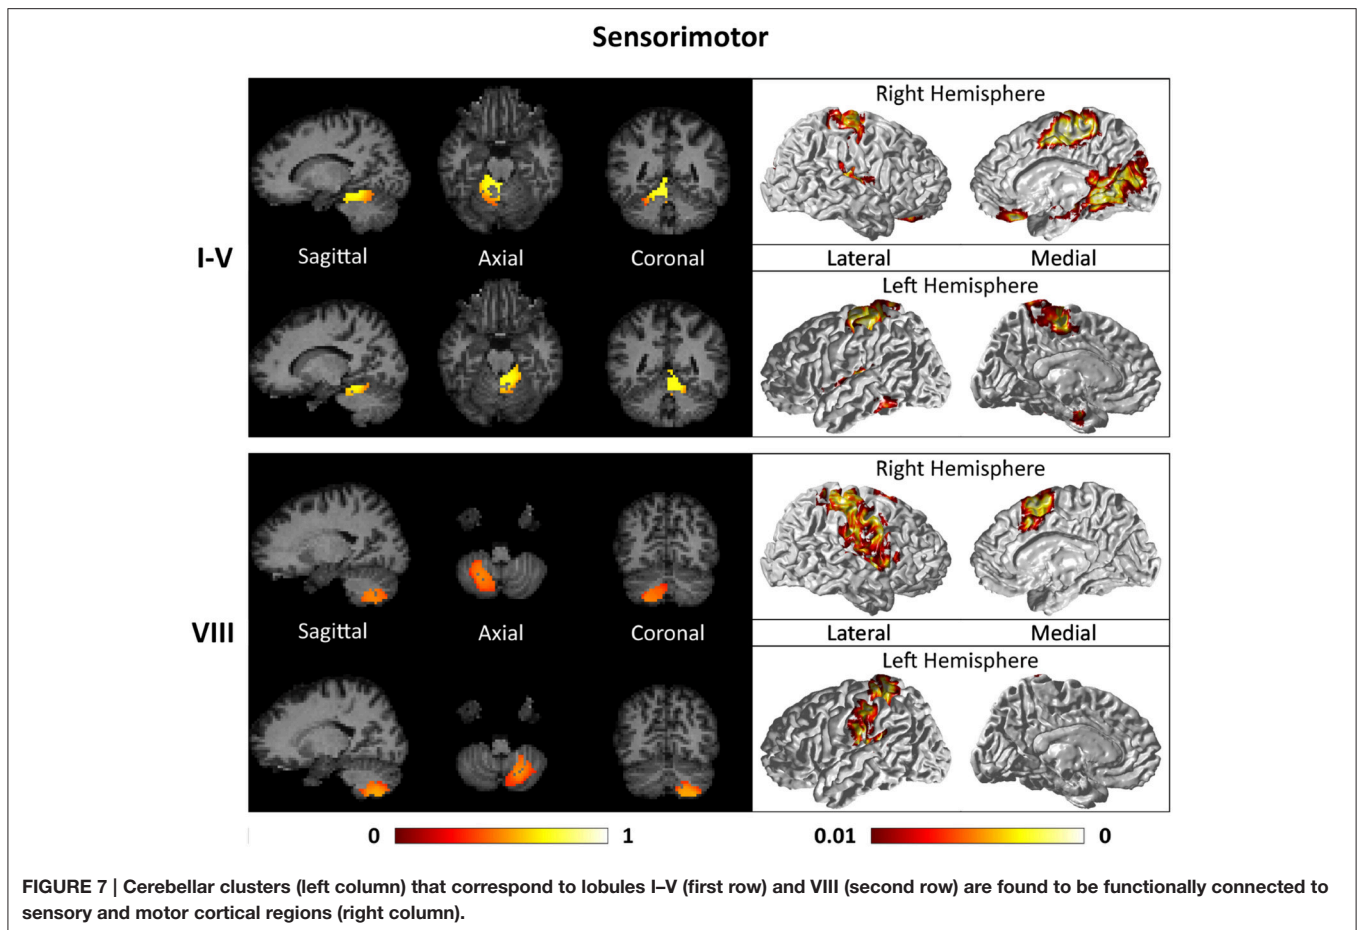 Sensorimotor
I-V
Sagittal Axial Coronal
Right Hemisphere
Lateral Medial
Left Hemisphere
VIII
Sagittal Axial Coronal
Right Hemisphere
Lateral Medial
Left Hemisphere
0 1
0.01 0
FIGURE 7 | Cerebellar clusters (left column) that correspond to lobules I–V (first row) and VIII (second row) are found to be functionally connected to
sensory and motor cortical regions (right column).